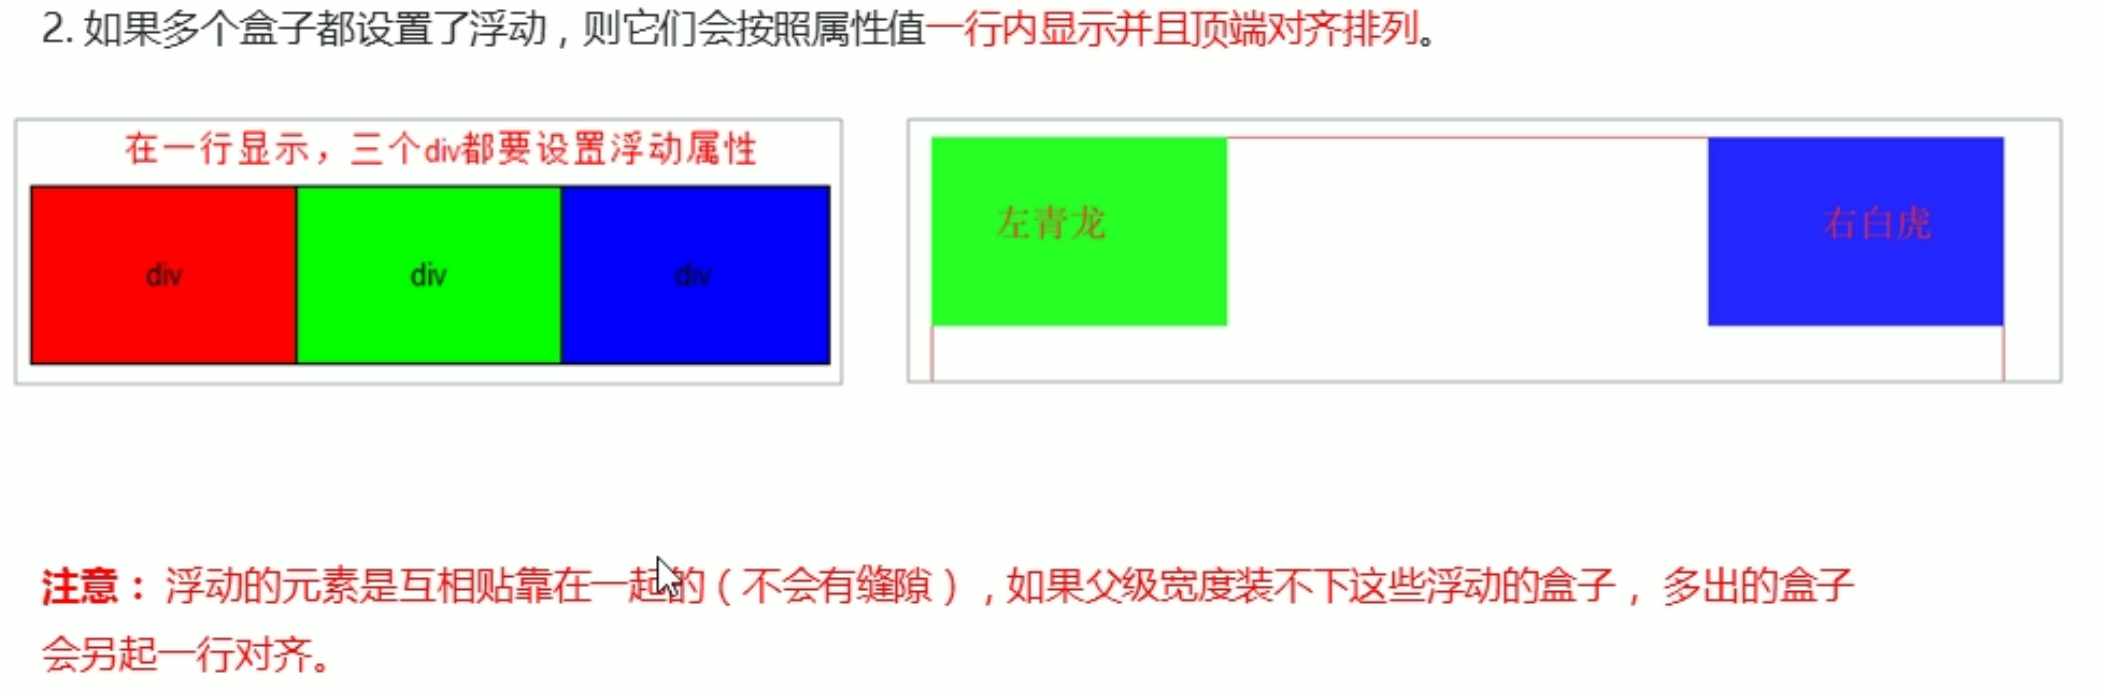 2. 如果多个盒子都设置了浮动，则它们会按照属性值一行内显示并且顶端对齐排列。
在一行显示，三个div都要设置浮动属性
div
div
div
左青龙
右白虎
注意：浮动的元素是互相贴靠在一起的（不会有缝隙），如果父级宽度装不下这些浮动的盒子，多出的盒子
会另起一行对齐。